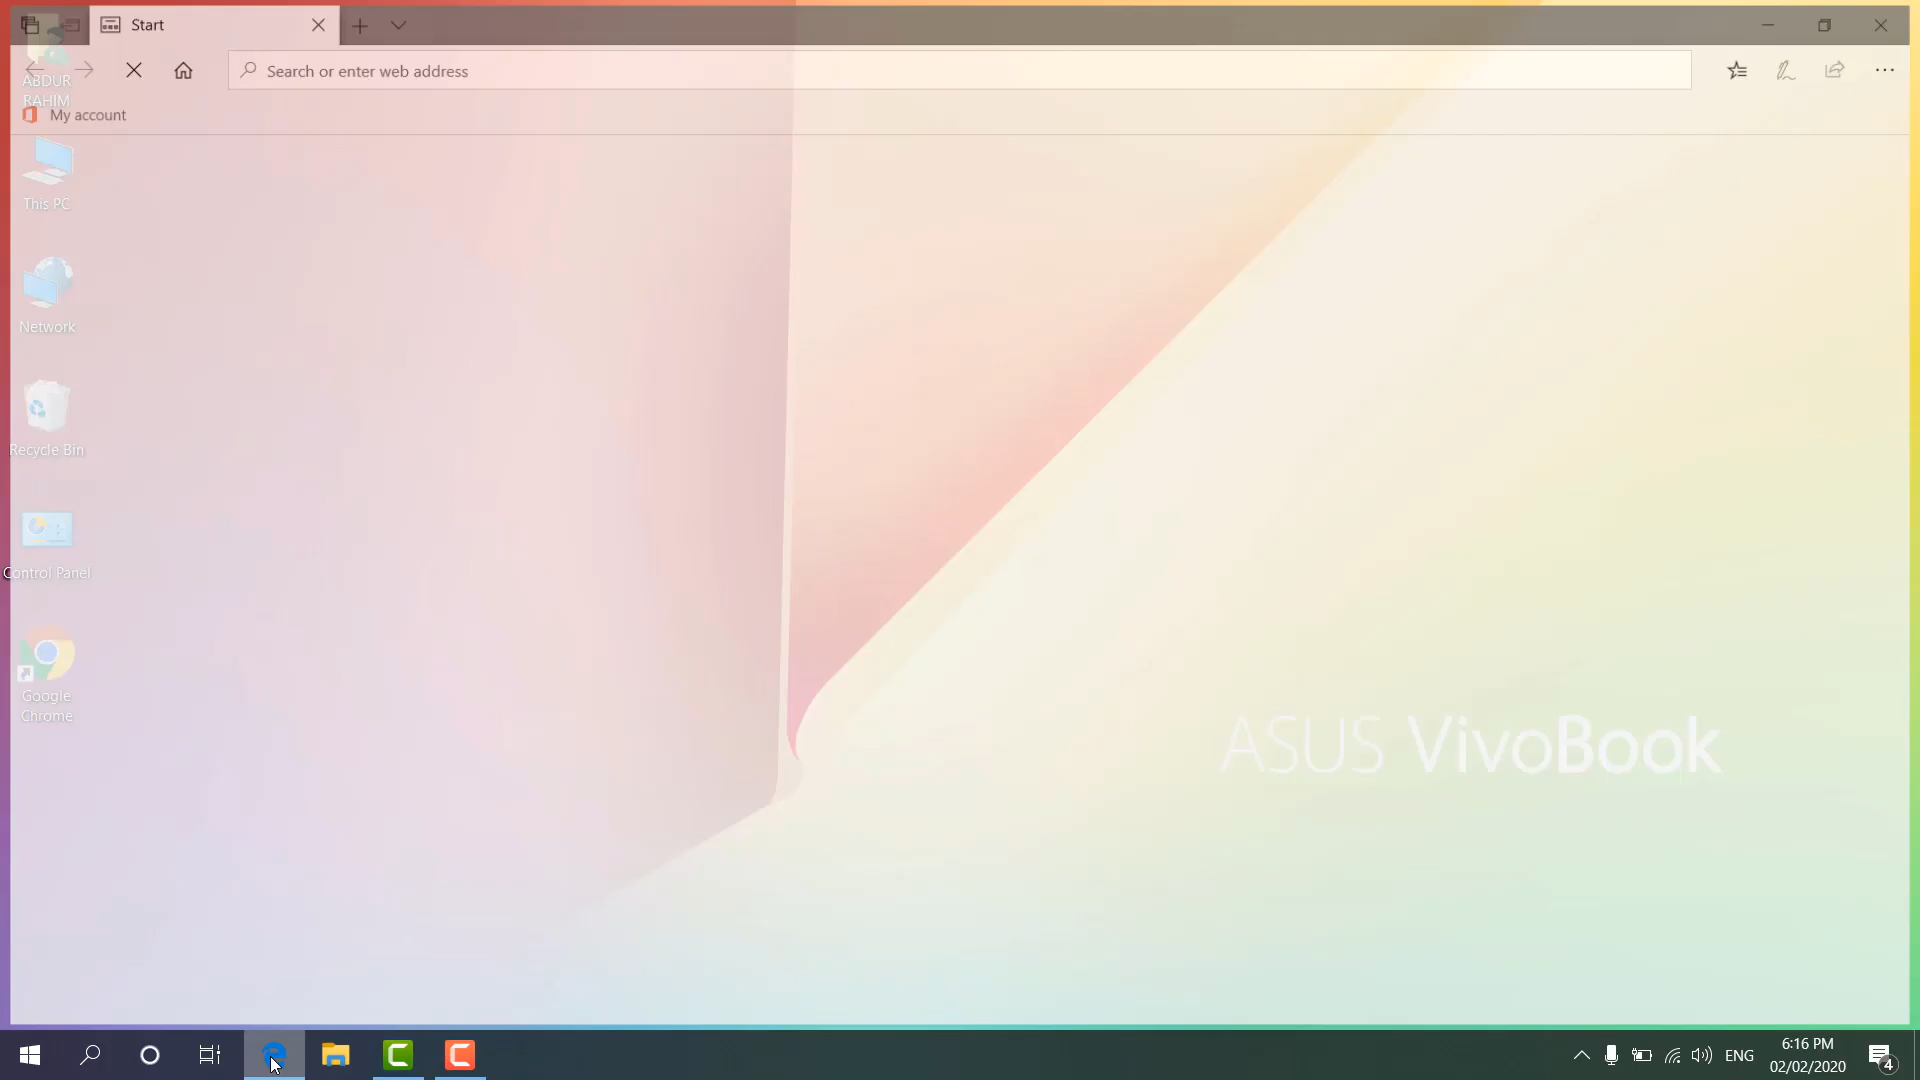 Start
Search or enter web address
ABDUR
RAHIM
My account
This PC
Network
Recycle Bin
Control Panel
Google
Chrome
ASUS VivoBook
ENG
6:16 PM
02/02/2020
4